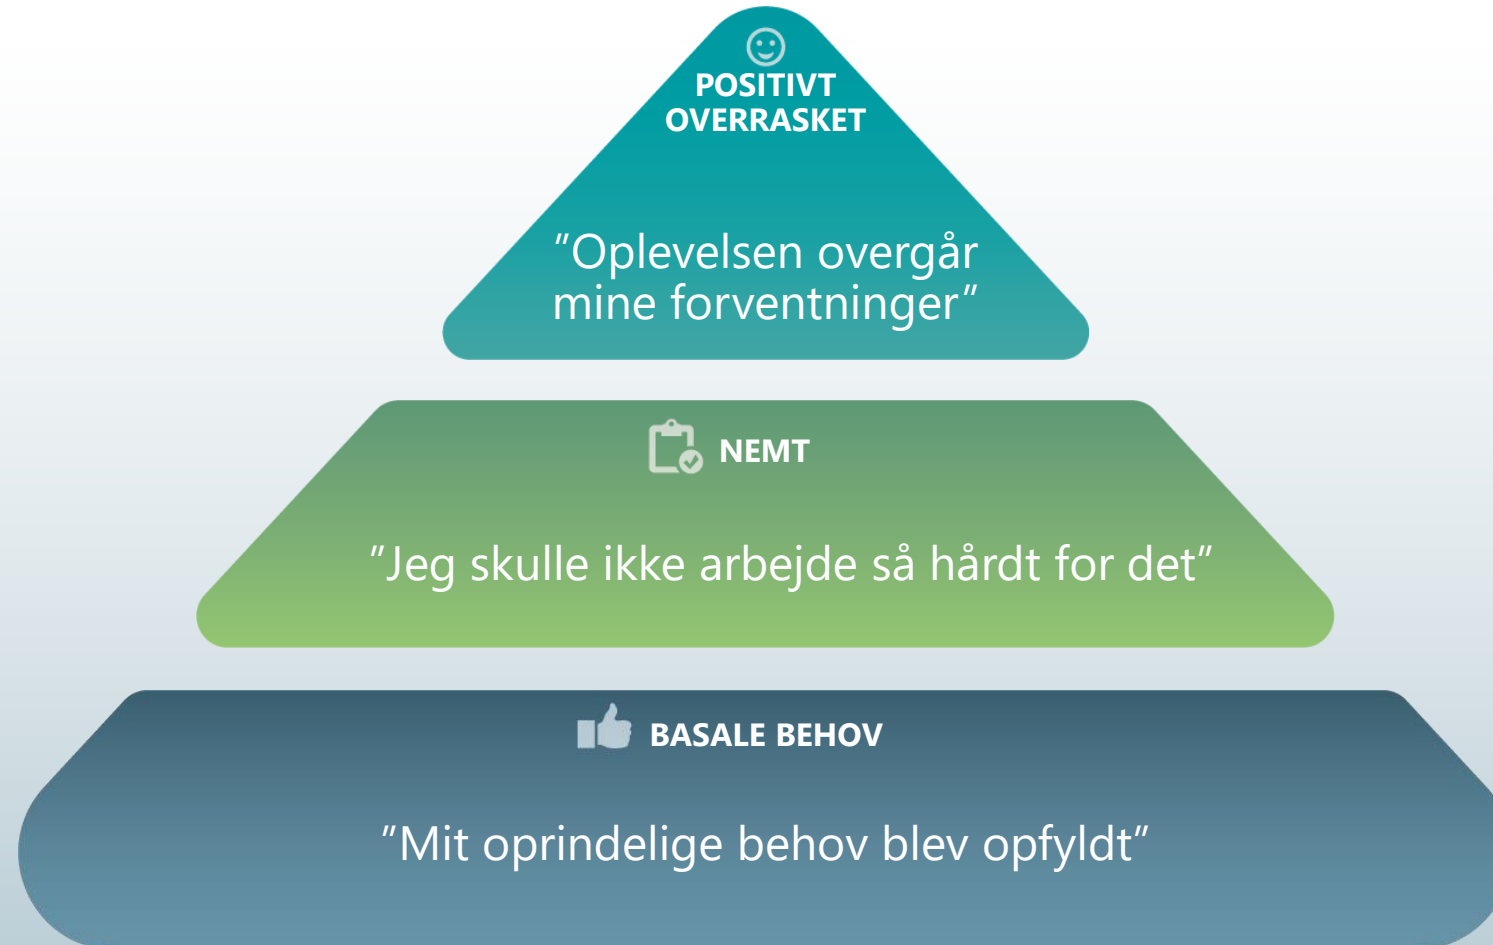 POSITIVT
OVERRASKET
”Oplevelsen overgår
mine forventninger”
NEMT
”Jeg skulle ikke arbejde så hårdt for det”
BASALE BEHOV
”Mit oprindelige behov blev opfyldt”